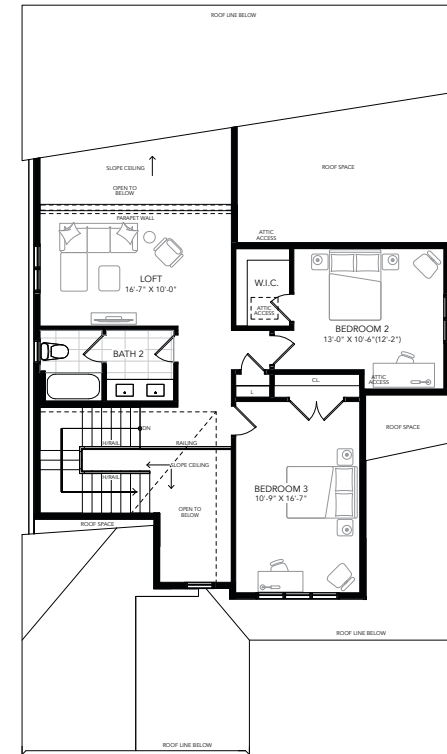 ROOF LINE BELOW
SLOPE CEILING
ROOF SPACE
OPEN TO
BELOW
PARAPET WALL
ATTIC
ACCESS
LOFT
16'-7" X 10'-0"
W.I.C.
ATTIC
ACCESS
BEDROOM 2
13'-0" X 10'-6"(12'-2")
BATH 2
ATTIC
ACCESS
CL.
L
DN
ROOF SPACE
H/RAIL
RAILING
SLOPE CEILING
H/RAIL
BEDROOM 3
10'-9" X 16'-7"
OPEN TO
BELOW
ROOF SPACE
ROOF LINE BELOW
ROOF LINE BELOW